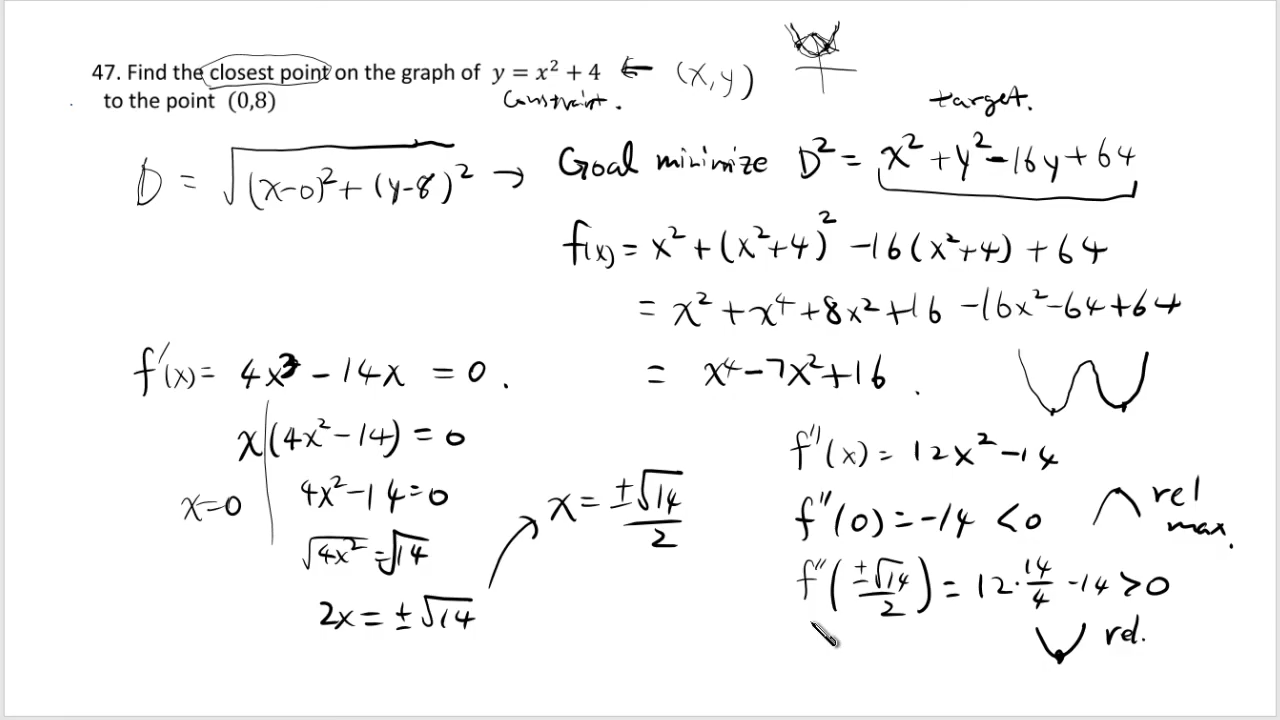 47. Find the closest point on the graph of y = x² + 4 ← (x, y)
to the point (0,8) Constraint. target.
D = √((x-0)² + (y-8)²) → Goal minimize D² = x² + y² - 16y + 64
f(x) = x² + (x²+4)² - 16(x²+4) + 64
= x² + x⁴ + 8x² + 16 - 16x² - 64 + 64
f'(x) = 4x³ - 14x = 0. = x⁴ - 7x² + 16.
x(4x² - 14) = 0 f''(x) = 12x² - 14
x=0 4x² - 14 = 0 x = ±√14/2 f''(0) = -14 < 0 rel max.
√4x² = √14 f''(±√14/2) = 12·14/4 - 14 > 0
2x = ±√14 rel.